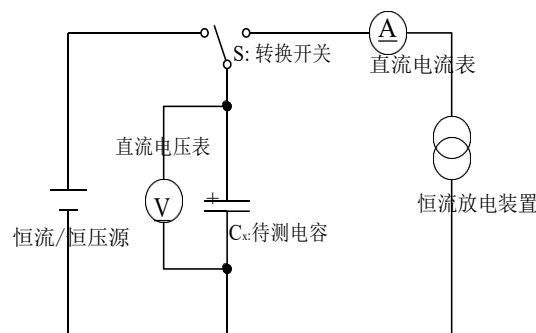 S: 转换开关
A
直流电流表
直流电压表
V
+
恒流/恒压源
Cx:待测电容
恒流放电装置